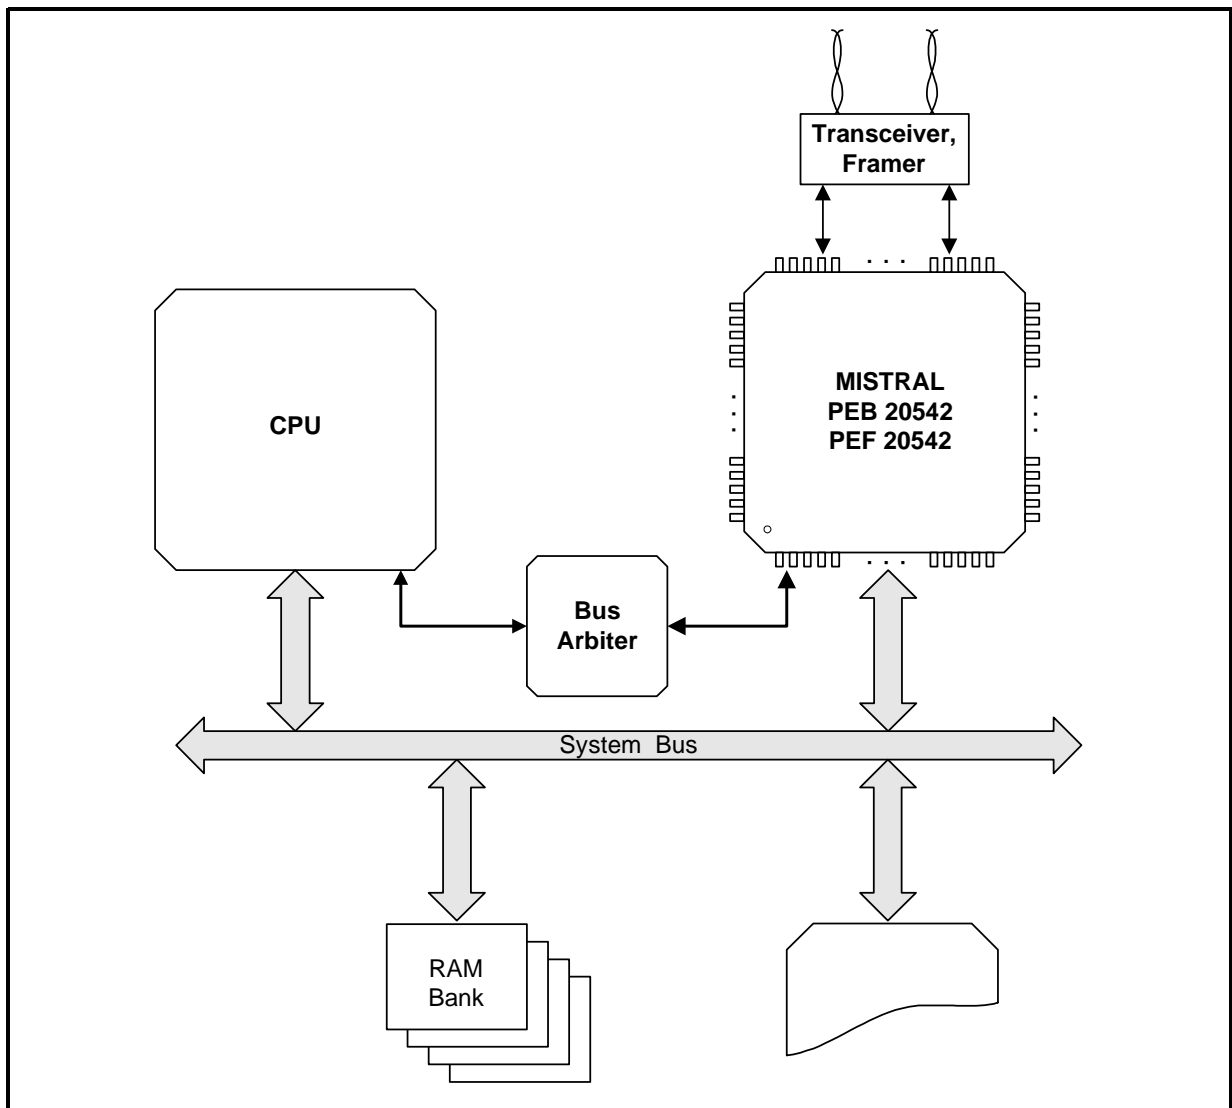 Transceiver,
Framer
CPU
MISTRAL
PEB 20542
PEF 20542
Bus
Arbiter
System Bus
RAM
Bank